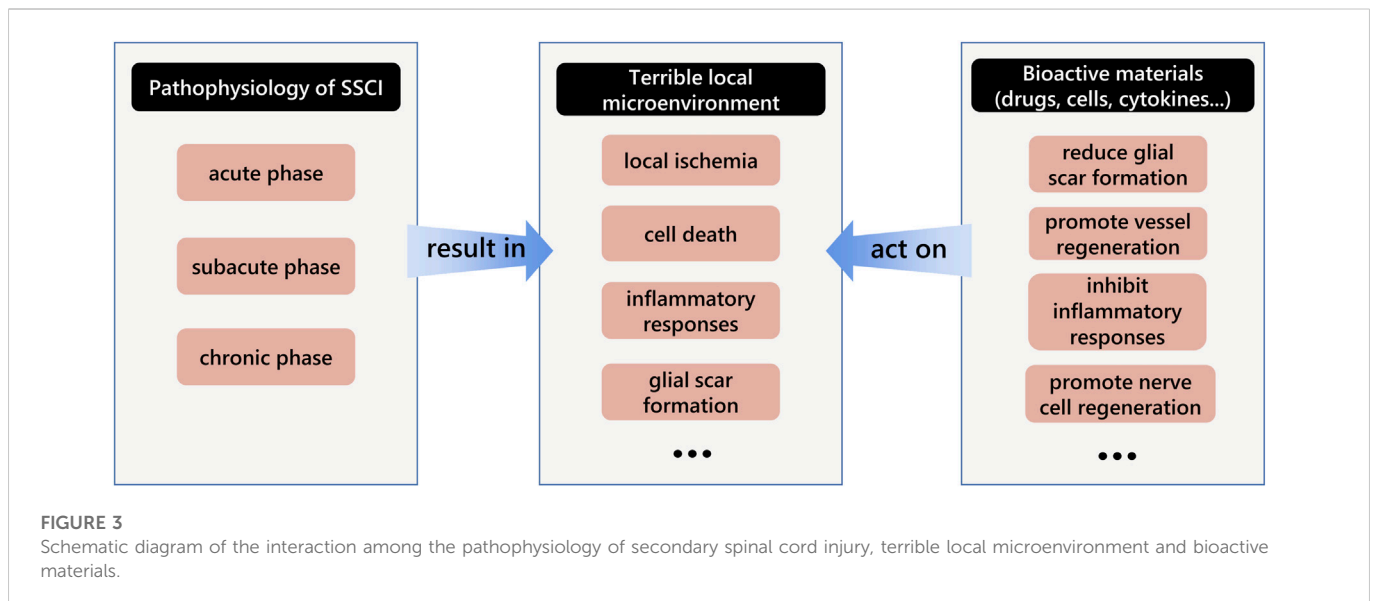 Pathophysiology of SSCI
acute phase
subacute phase
chronic phase
result in
Terrible local
microenvironment
local ischemia
cell death
inflammatory
responses
glial scar
formation
•••
act on
Bioactive materials
(drugs, cells, cytokines...)
reduce glial
scar formation
promote vessel
regeneration
inhibit
inflammatory
responses
promote nerve
cell regeneration
•••
FIGURE 3
Schematic diagram of the interaction among the pathophysiology of secondary spinal cord injury, terrible local microenvironment and bioactive
materials.